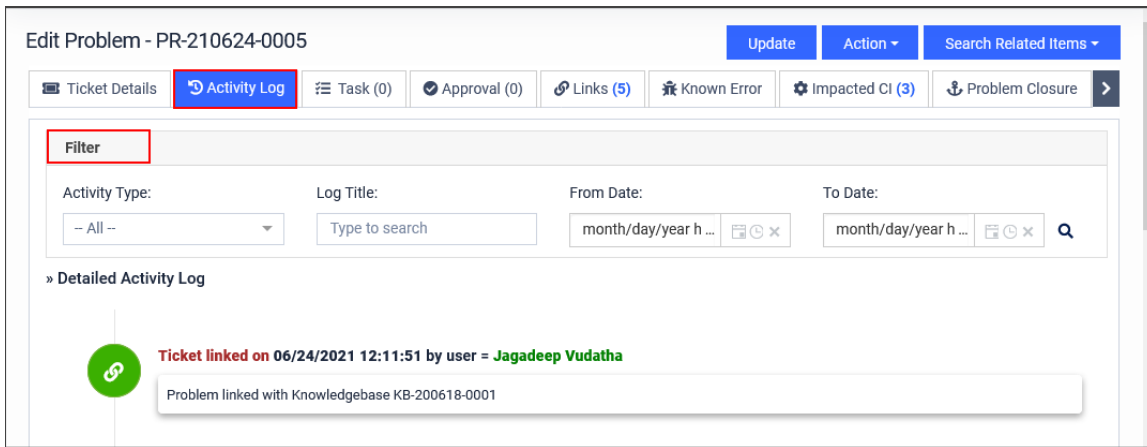 Edit Problem - PR-210624-0005
Update
Action
Search Related Items
Ticket Details
Activity Log
Task (0)
Approval (0)
Links (5)
Known Error
Impacted CI (3)
Problem Closure
Filter
Activity Type:
Log Title:
From Date:
To Date:
-- All --
Type to search
month/day/year h ...
month/day/year h ...
» Detailed Activity Log
Ticket linked on 06/24/2021 12:11:51 by user = Jagadeep Vudatha
Problem linked with Knowledgebase KB-200618-0001